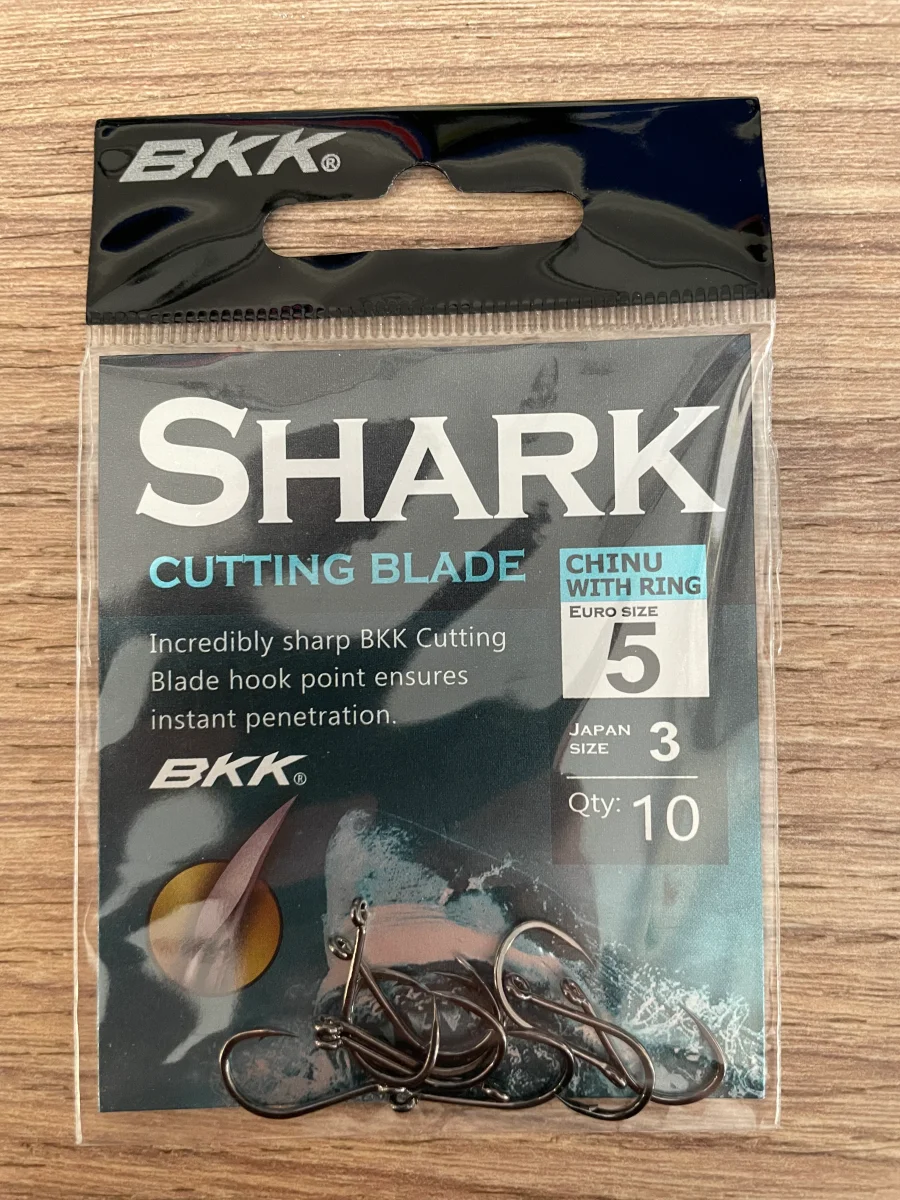 BKK®
SHARK
CUTTING BLADE
CHINU
WITH RING
EURO SIZE
5
Incredibly sharp BKK Cutting
Blade hook point ensures
instant penetration.
JAPAN
SIZE 3
BKK®
Qty: 10